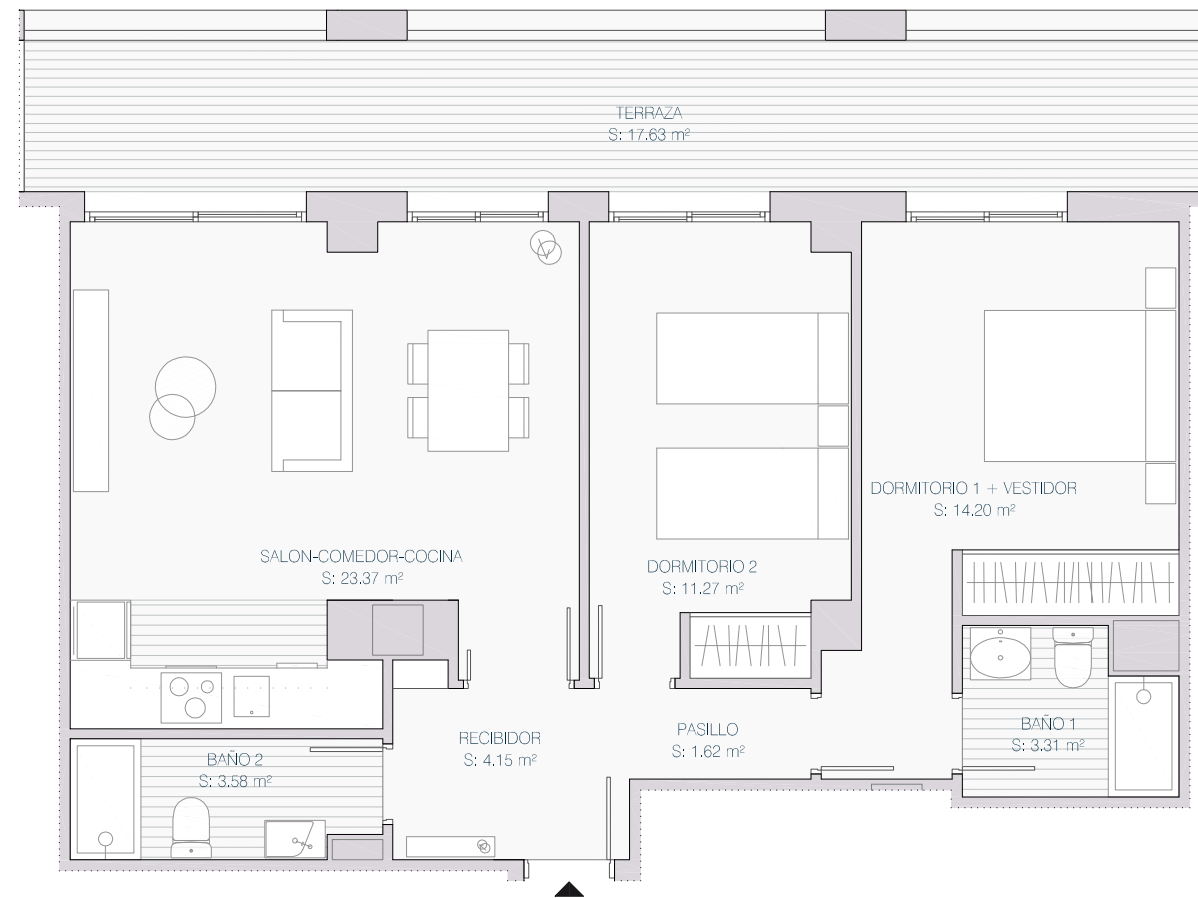 TERRAZA
S: 17.63 m²
DORMITORIO 1 + VESTIDOR
S: 14.20 m²
SALON-COMEDOR-COCINA
S: 23.37 m²
DORMITORIO 2
S: 11.27 m²
RECIBIDOR
S: 4.15 m²
PASILLO
S: 1.62 m²
BAÑO 1
S: 3.31 m²
BAÑO 2
S: 3.58 m²